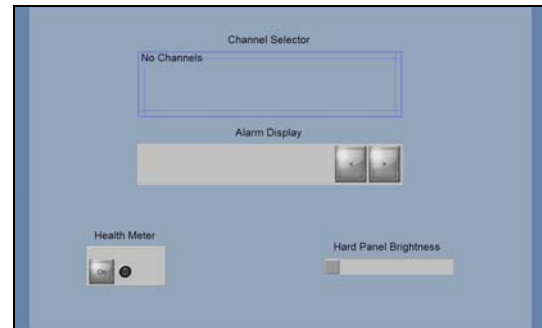 Channel Selector
No Channels
Alarm Display
< >
Health Meter
Hard Panel Brightness
On